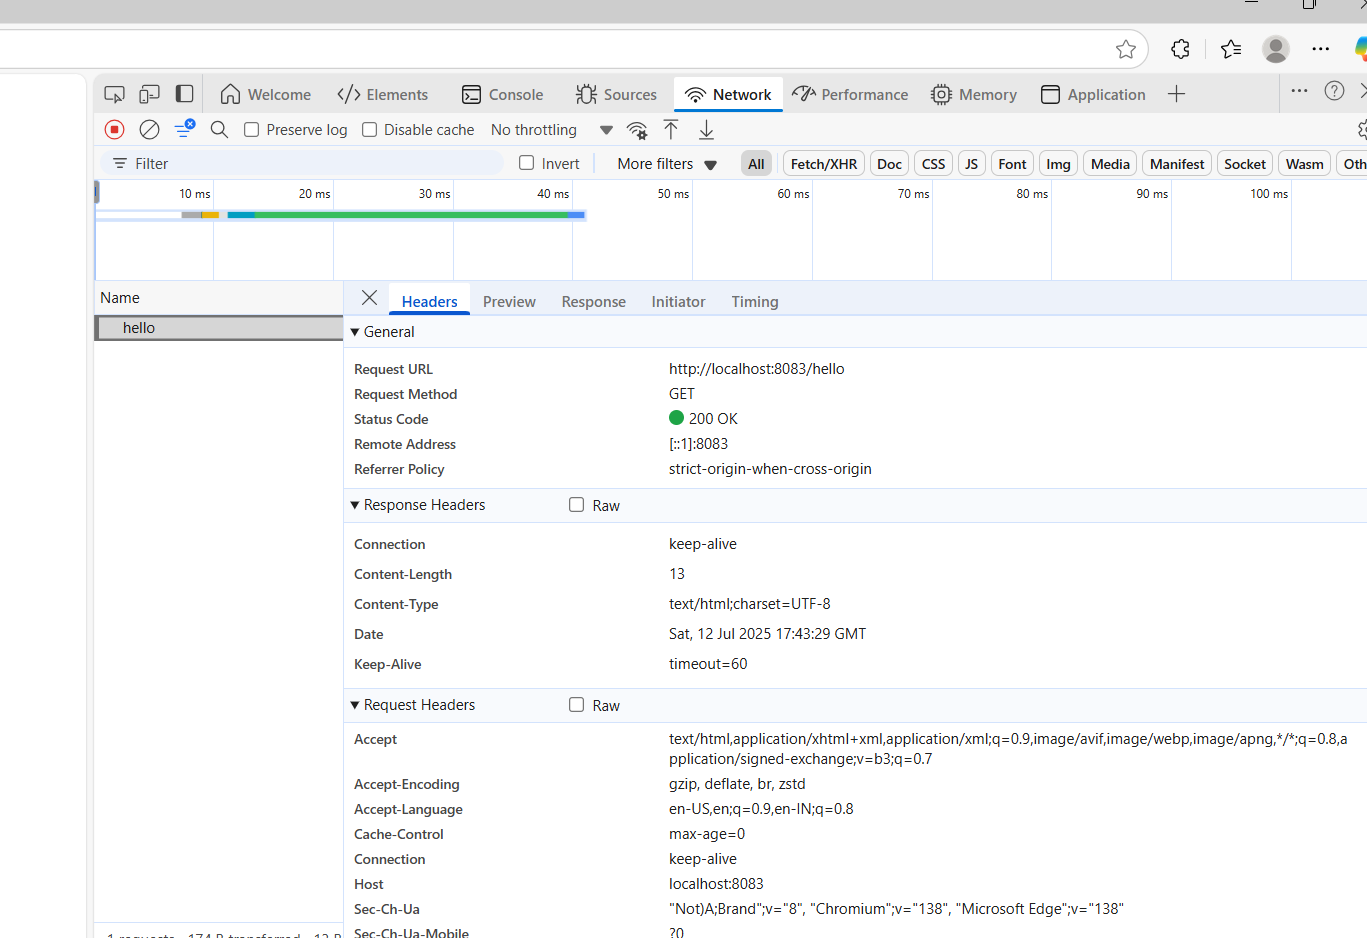 Welcome Elements Console Sources Network Performance Memory Application
Preserve log Disable cache No throttling
Filter Invert More filters All Fetch/XHR Doc CSS JS Font Img Media Manifest Socket Wasm Oth
10 ms 20 ms 30 ms 40 ms 50 ms 60 ms 70 ms 80 ms 90 ms 100 ms
Name
hello
Headers Preview Response Initiator Timing
General
Request URL http://localhost:8083/hello
Request Method GET
Status Code 200 OK
Remote Address [::1]:8083
Referrer Policy strict-origin-when-cross-origin
Response Headers Raw
Connection keep-alive
Content-Length 13
Content-Type text/html;charset=UTF-8
Date Sat, 12 Jul 2025 17:43:29 GMT
Keep-Alive timeout=60
Request Headers Raw
Accept text/html,application/xhtml+xml,application/xml;q=0.9,image/avif,image/webp,image/apng,*/*;q=0.8,a
pplication/signed-exchange;v=b3;q=0.7
Accept-Encoding gzip, deflate, br, zstd
Accept-Language en-US,en;q=0.9,en-IN;q=0.8
Cache-Control max-age=0
Connection keep-alive
Host localhost:8083
Sec-Ch-Ua "Not)A;Brand";v="8", "Chromium";v="138", "Microsoft Edge";v="138"
Sec-Ch-Ua-Mobile ?0
1 requests 174 B transferred 13 B